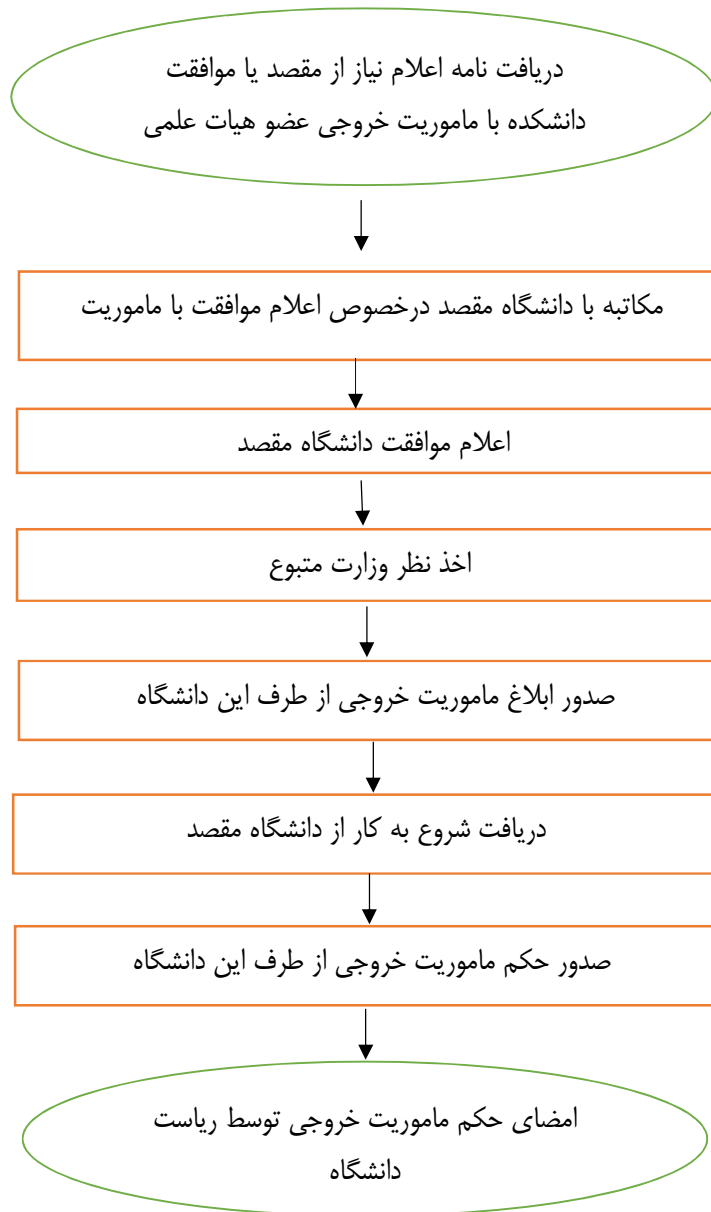 دریافت نامه اعلام نیاز از مقصد یا موافقت
دانشکده با ماموریت خروجی عضو هیات علمی
مکاتبه با دانشگاه مقصد درخصوص اعلام موافقت با ماموریت
اعلام موافقت دانشگاه مقصد
اخذ نظر وزارت متبوع
صدور ابلاغ ماموریت خروجی از طرف این دانشگاه
دریافت شروع به کار از دانشگاه مقصد
صدور حکم ماموریت خروجی از طرف این دانشگاه
امضای حکم ماموریت خروجی توسط ریاست
دانشگاه